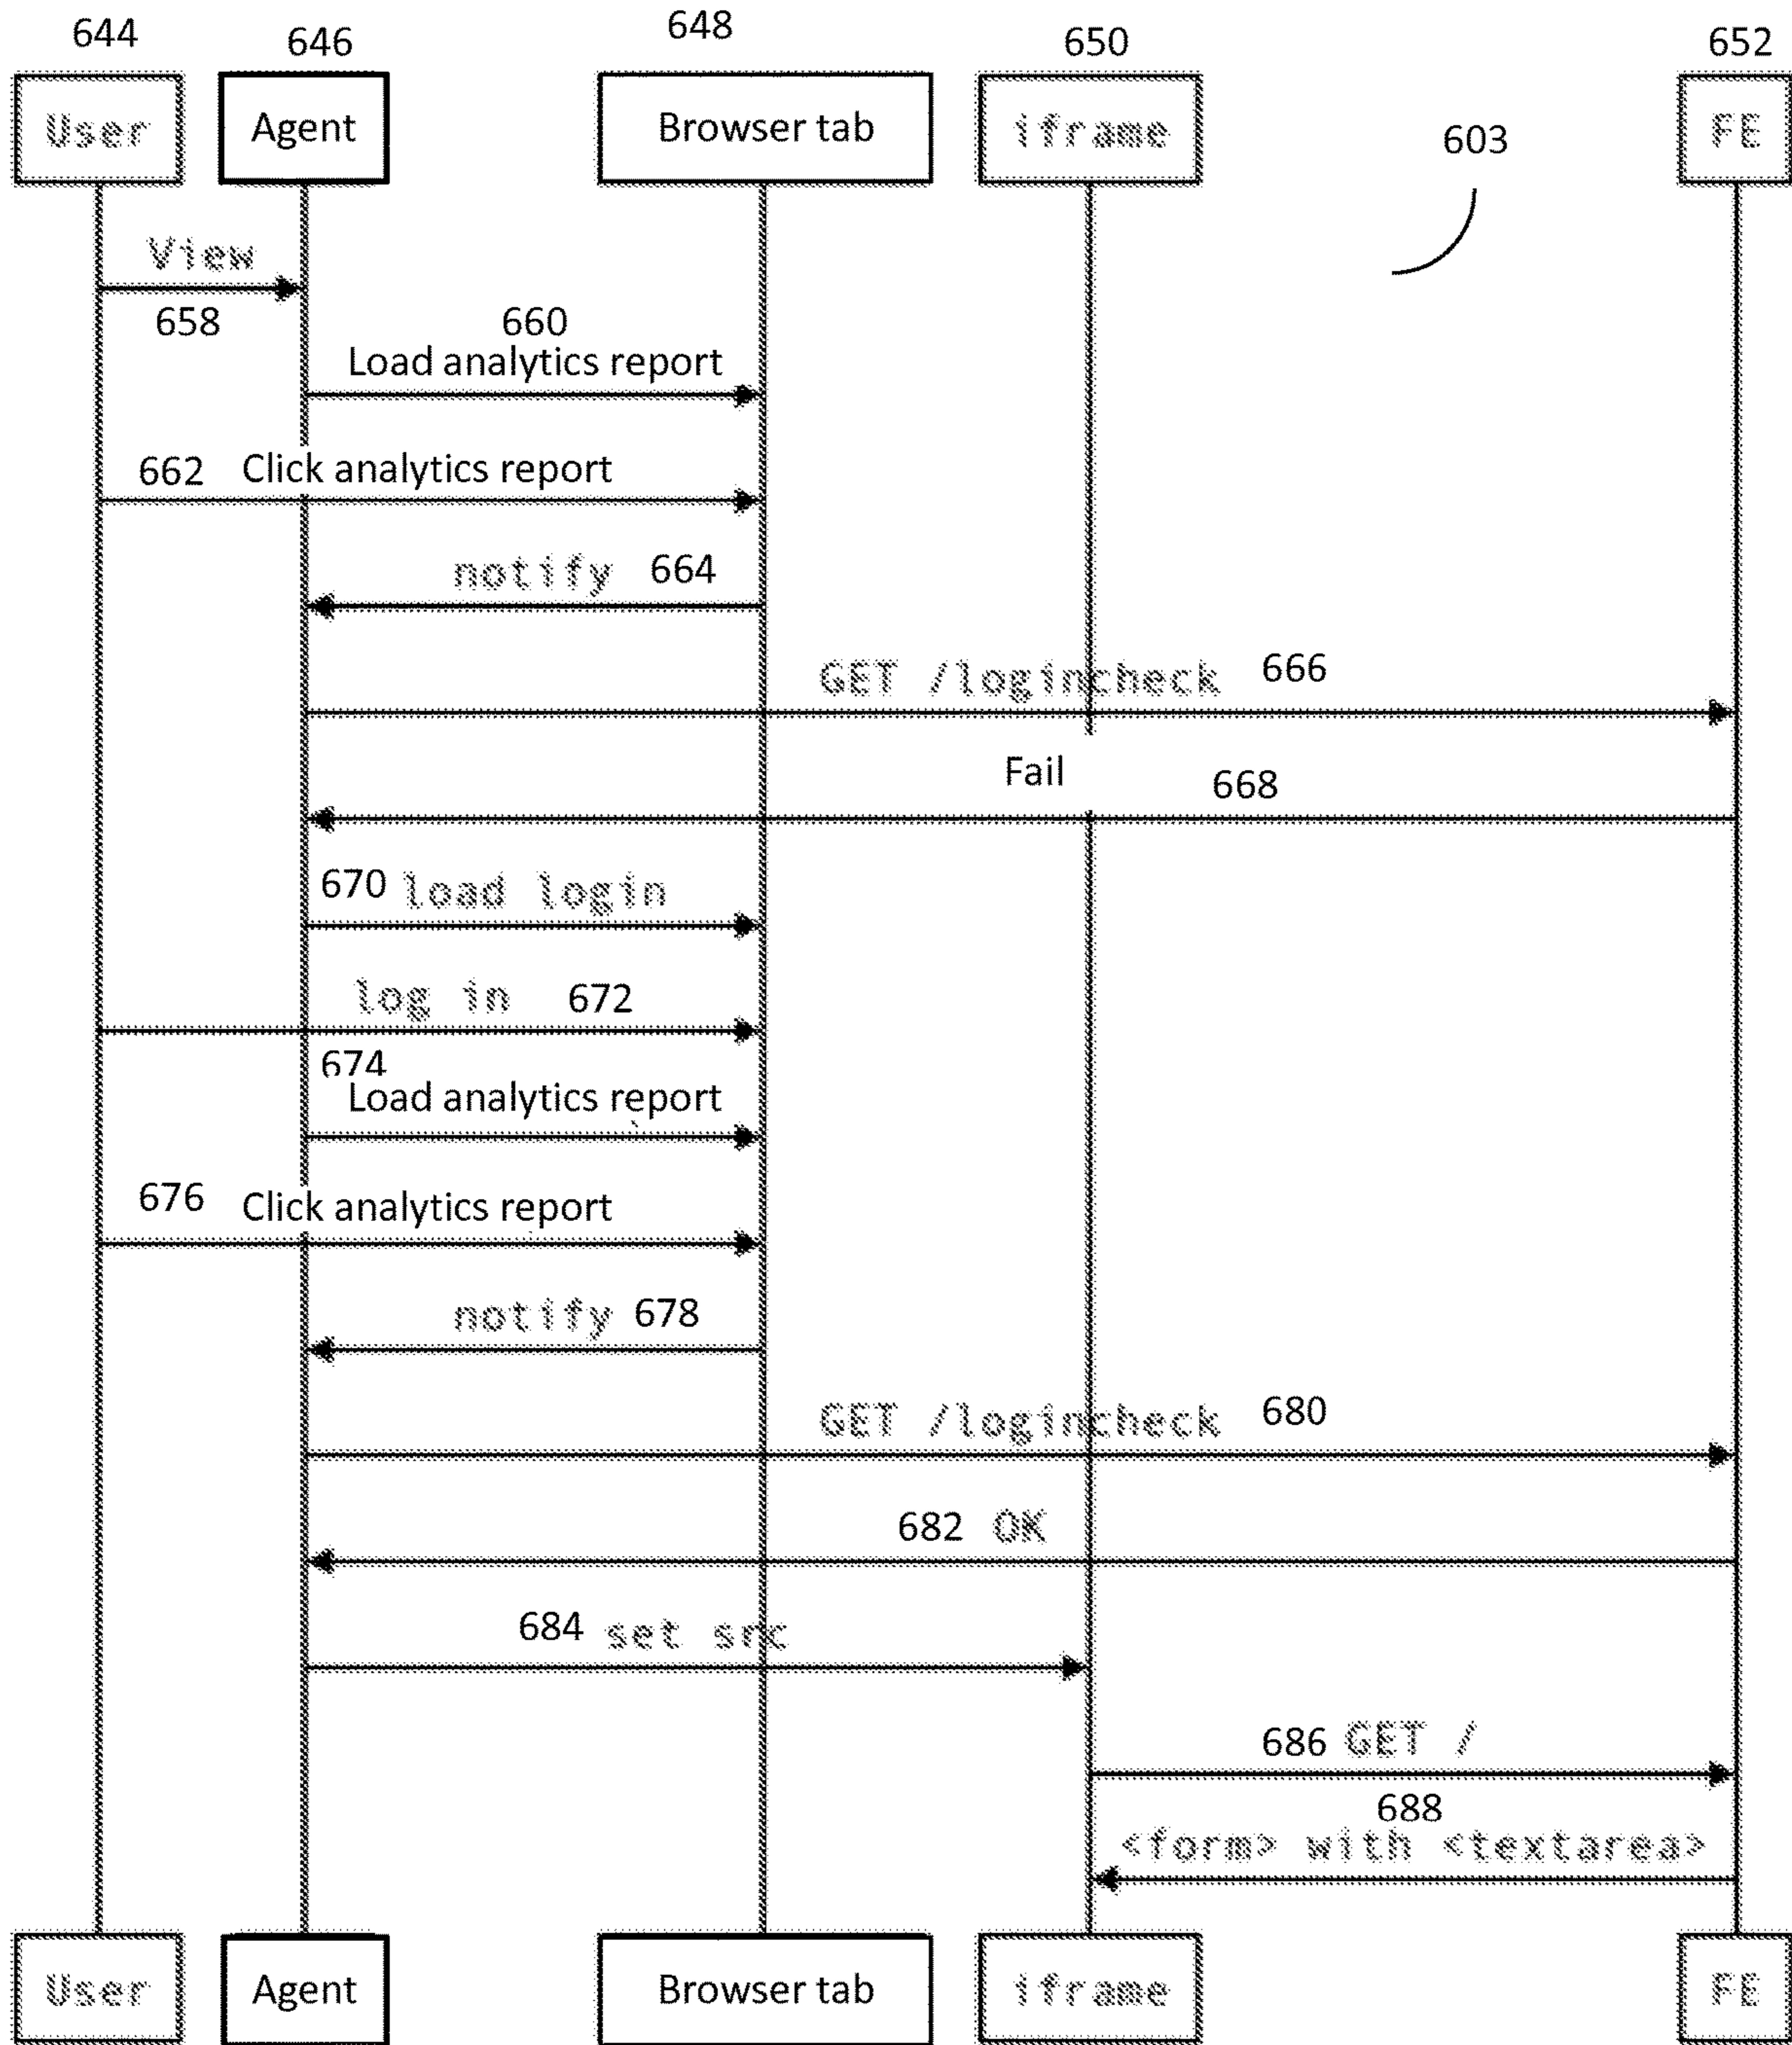 644 646 648 650 652
User Agent Browser tab iframe FE
603
View
658
660
Load analytics report
662 Click analytics report
notify 664
GET /logincheck 666
Fail 668
670 load login
log in 672
674
Load analytics report
676 Click analytics report
notify 678
GET /logincheck 680
682 OK
684 set src
686 GET /
688
<form> with <textarea>
User Agent Browser tab iframe FE